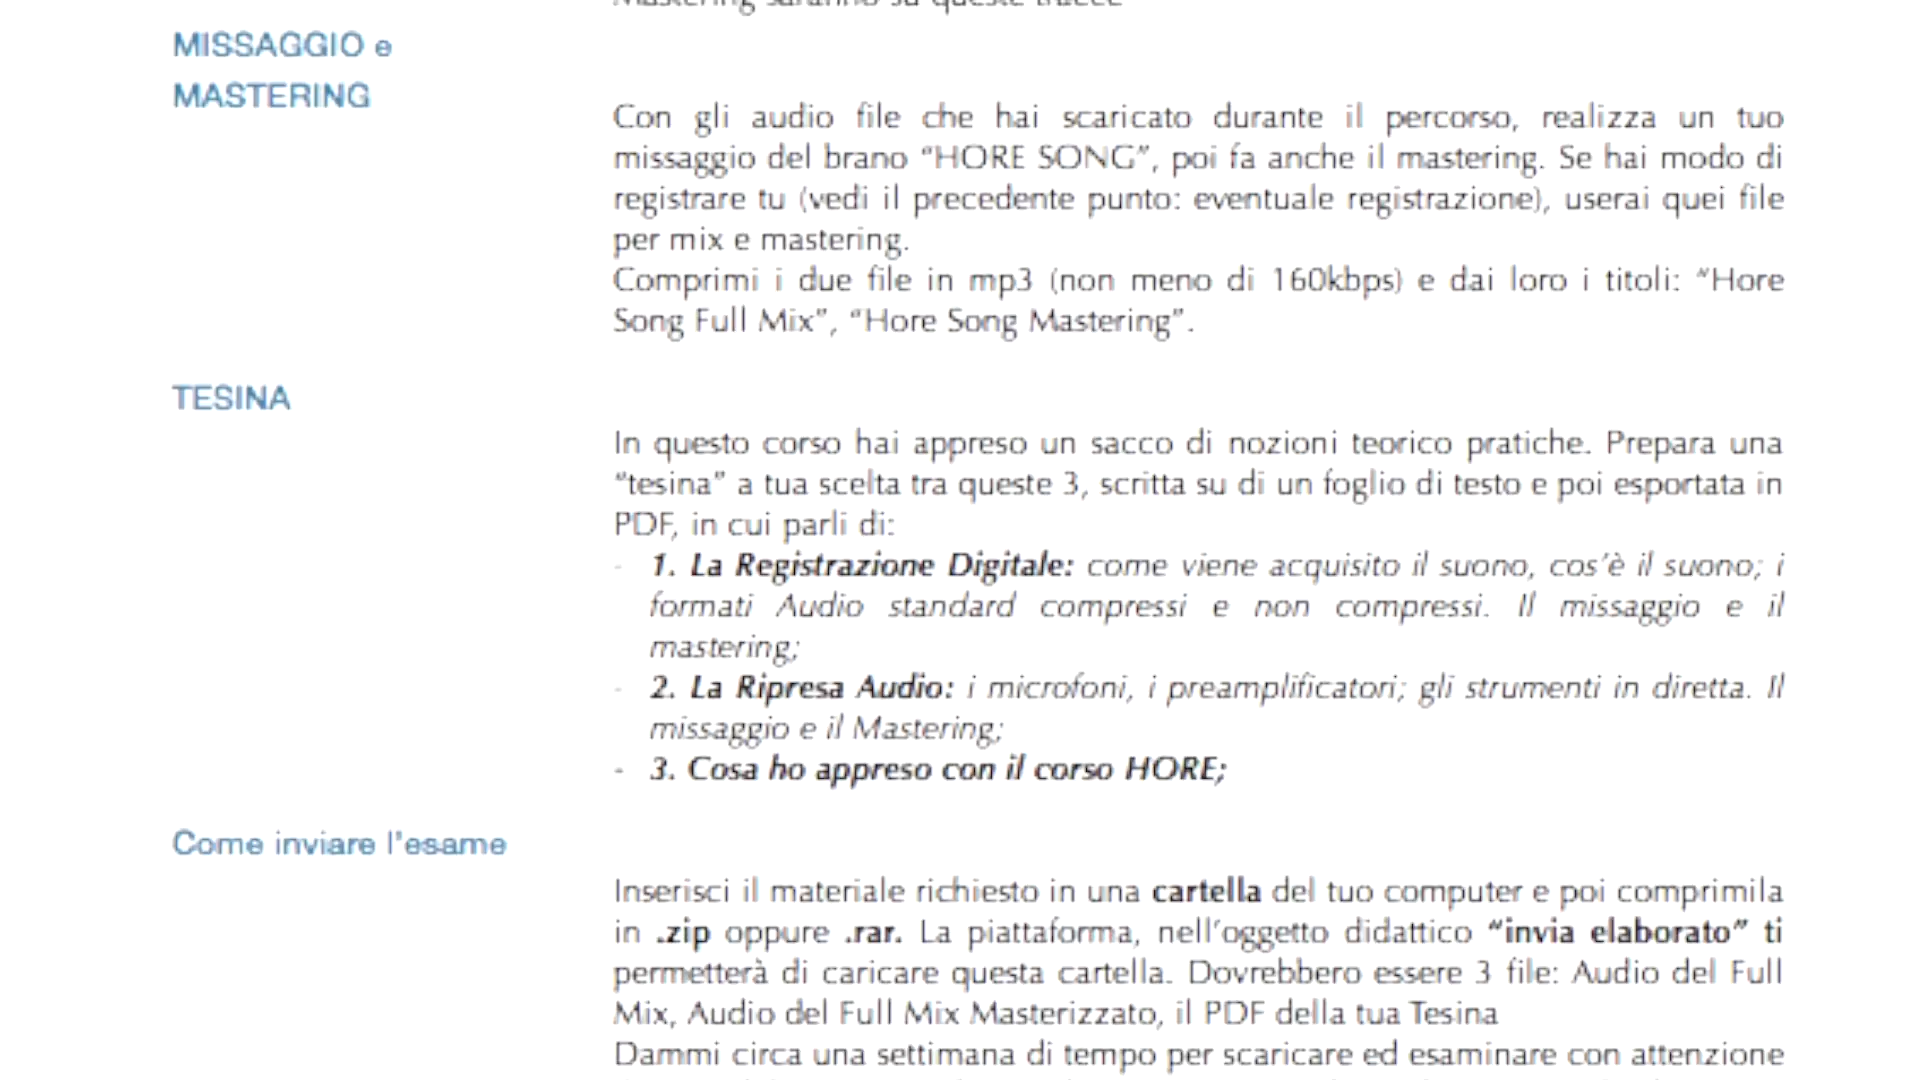 Mastering saranno su queste tracce
MISSAGGIO e
MASTERING
Con gli audio file che hai scaricato durante il percorso, realizza un tuo
missaggio del brano “HORE SONG”, poi fa anche il mastering. Se hai modo di
registrare tu (vedi il precedente punto: eventuale registrazione), userai quei file
per mix e mastering.
Comprimi i due file in mp3 (non meno di 160kbps) e dai loro i titoli: “Hore
Song Full Mix”, “Hore Song Mastering”.
TESINA
In questo corso hai appreso un sacco di nozioni teorico pratiche. Prepara una
“tesina” a tua scelta tra queste 3, scritta su di un foglio di testo e poi esportata in
PDF, in cui parli di:
- 1. La Registrazione Digitale: come viene acquisito il suono, cos’è il suono; i
formati Audio standard compressi e non compressi. Il missaggio e il
mastering;
- 2. La Ripresa Audio: i microfoni, i preamplificatori; gli strumenti in diretta. Il
missaggio e il Mastering;
- 3. Cosa ho appreso con il corso HORE;
Come inviare l’esame
Inserisci il materiale richiesto in una cartella del tuo computer e poi comprimila
in .zip oppure .rar. La piattaforma, nell’oggetto didattico “invia elaborato” ti
permetterà di caricare questa cartella. Dovrebbero essere 3 file: Audio del Full
Mix, Audio del Full Mix Masterizzato, il PDF della tua Tesina
Dammi circa una settimana di tempo per scaricare ed esaminare con attenzione